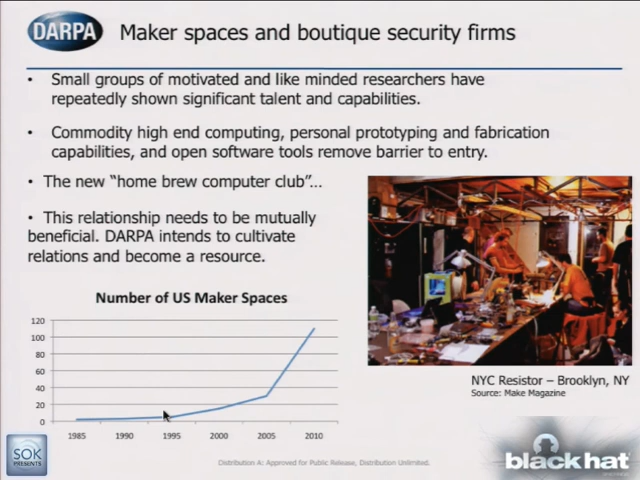 DARPA
Maker spaces and boutique security firms
• Small groups of motivated and like minded researchers have
repeatedly shown significant talent and capabilities.
• Commodity high end computing, personal prototyping and fabrication
capabilities, and open software tools remove barrier to entry.
• The new “home brew computer club”…
• This relationship needs to be mutually
beneficial. DARPA intends to cultivate
relations and become a resource.
Number of US Maker Spaces
120
100
80
60
40
20
0
1985 1990 1995 2000 2005 2010
NYC Resistor – Brooklyn, NY
Source: Make Magazine
SOK
PRESENTS
Distribution A: Approved for Public Release, Distribution Unlimited.
black hat